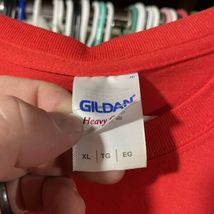 GILDAN
Heavy
XL | TG | EG